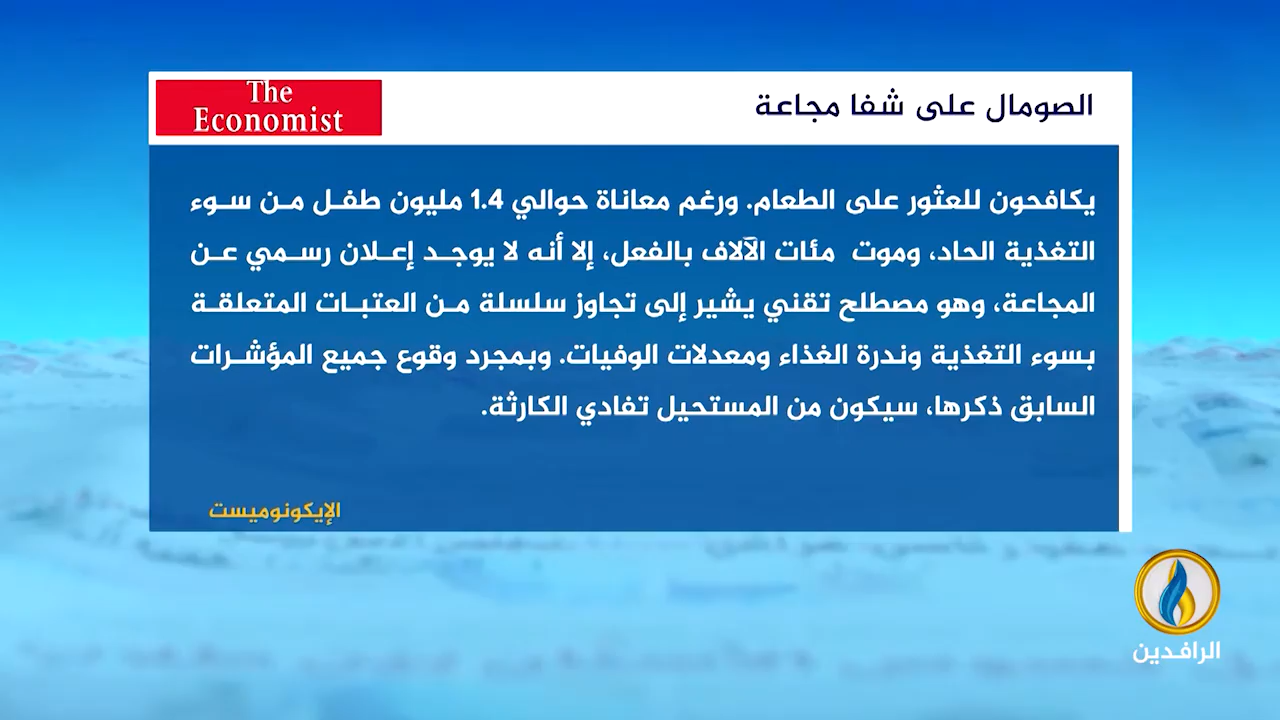 The
Economist
الصومال على شفا مجاعة
يكافحون للعثور على الطعام. ورغم معاناة حوالي 1.4 مليون طفل من سوء
التغذية الحاد، وموت مئات الآلاف بالفعل، إلا أنه لا يوجد إعلان رسمي عن
المجاعة، وهو مصطلح تقني يشير إلى تجاوز سلسلة من العتبات المتعلقة
بسوء التغذية وندرة الغذاء ومعدلات الوفيات. وبمجرد وقوع جميع المؤشرات
السابق ذكرها، سيكون من المستحيل تفادي الكارثة.
الإيكونوميست
الرافدين